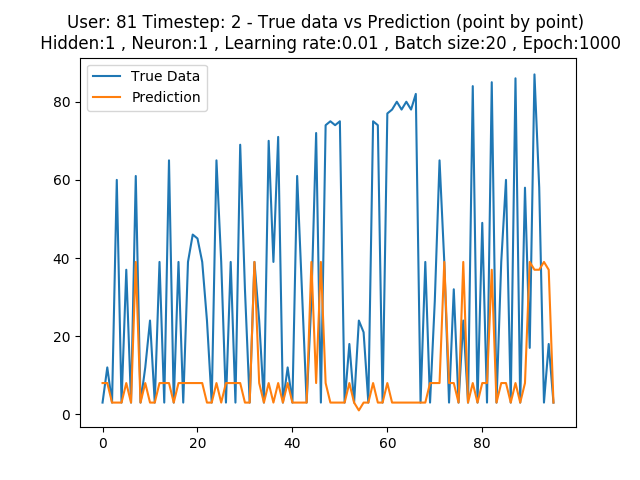 User: 81 Timestep: 2 - True data vs Prediction (point by point)
Hidden:1 , Neuron:1 , Learning rate:0.01 , Batch size:20 , Epoch:1000
True Data
Prediction
80
60
40
20
0
0 20 40 60 80